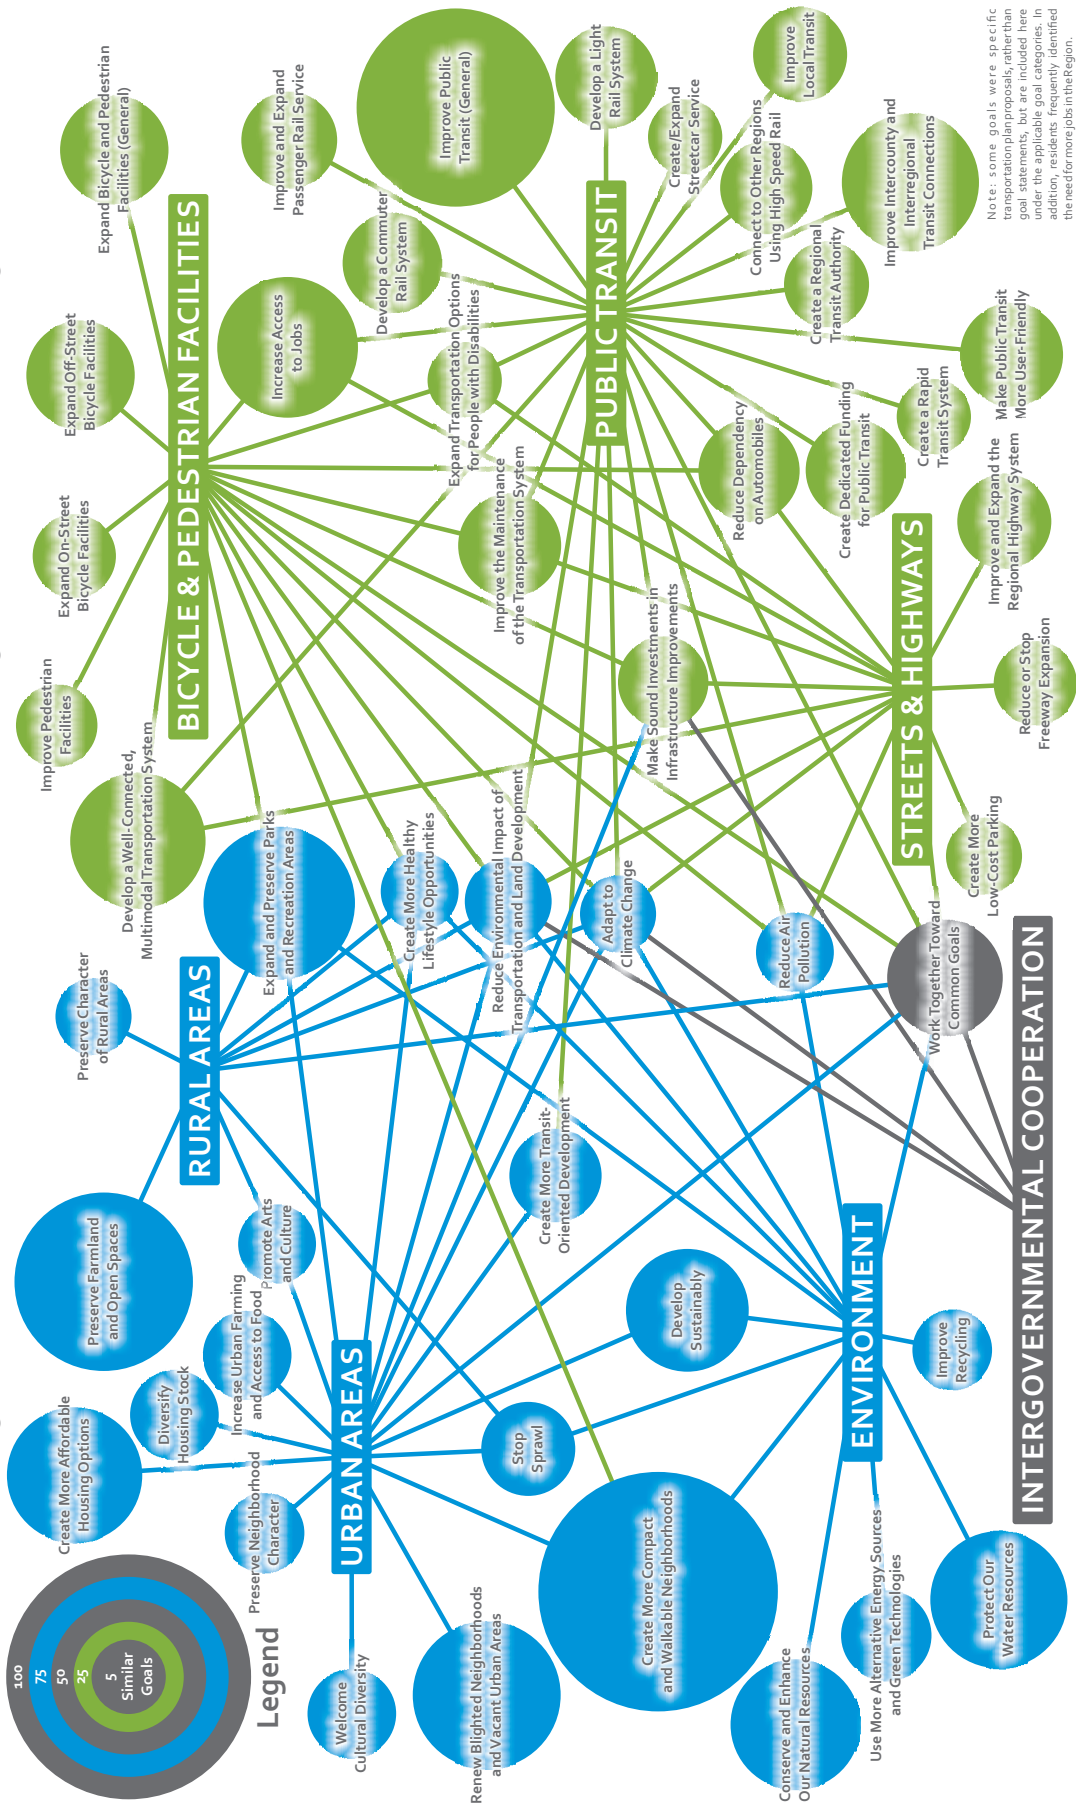 100
75
50
25
5
Similar
Goals
Legend
Create More Affordable
Housing Options
Diversify
Housing Stock
Preserve Neighborhood
Character
Increase Urban Farming
and Access to Food
Promote Arts
and Culture
Preserve Farmland
and Open Spaces
Preserve Character
of Rural Areas
RURAL AREAS
URBAN AREAS
Welcome
Cultural Diversity
Renew Blighted Neighborhoods
and Vacant Urban Areas
Stop
Sprawl
Create More Compact
and Walkable Neighborhoods
Create More Transit-
Oriented Development
Develop
Sustainably
Conserve and Enhance
Our Natural Resources
Use More Alternative Energy Sources
and Green Technologies
Protect Our
Water Resources
Improve
Recycling
ENVIRONMENT
INTERGOVERNMENTAL COOPERATION
Work Together Toward
Common Goals
Reduce Air
Pollution
Adapt to
Climate Change
Reduce Environmental Impact of
Transportation and Land Development
Create More Healthy
Lifestyle Opportunities
Expand and Preserve Parks
and Recreation Areas
Develop a Well-Connected,
Multimodal Transportation System
Improve Pedestrian
Facilities
Expand On-Street
Bicycle Facilities
Expand Off-Street
Bicycle Facilities
Expand Bicycle and Pedestrian
Facilities (General)
BICYCLE & PEDESTRIAN FACILITIES
Increase Access
to Jobs
Improve and Expand
Passenger Rail Service
Develop a Commuter
Rail System
Expand Transportation Options
for People with Disabilities
Improve the Maintenance
of the Transportation System
Make Sound Investments in
Infrastructure Improvements
Improve Public
Transit (General)
Develop a Light
Rail System
Create/Expand
Streetcar Service
Improve
Local Transit
Connect to Other Regions
Using High Speed Rail
Improve Intercounty and
Interregional
Transit Connections
Create a Regional
Transit Authority
PUBLIC TRANSIT
Make Public Transit
More User-Friendly
Create a Rapid
Transit System
Create Dedicated Funding
for Public Transit
Reduce Dependency
on Automobiles
STREETS & HIGHWAYS
Improve and Expand the
Regional Highway System
Reduce or Stop
Freeway Expansion
Create More
Low-Cost Parking
Note: some goals were specific
transportation plan proposals, rather than
goal statements, but are included here
under the applicable goal categories. In
addition, residents frequently identified
the need for more jobs in the Region.